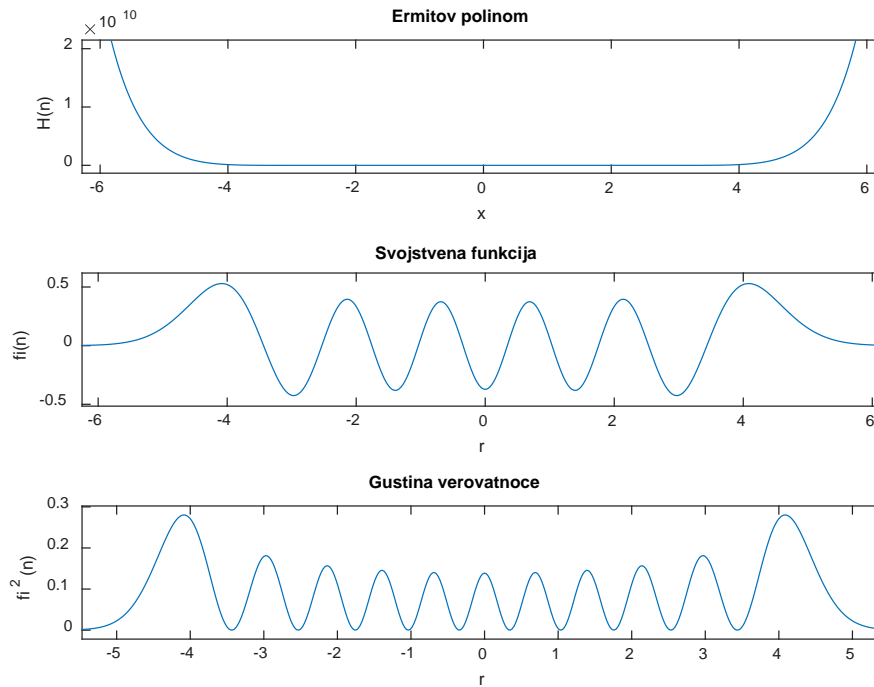 Ermitov polinom
× 10 10
2
1
0
H(n)
-6 -4 -2 0 2 4 6
x
Svojstvena funkcija
0.5
0
-0.5
fi(n)
-6 -4 -2 0 2 4 6
r
Gustina verovatnoce
0.3
0.2
0.1
0
fi 2 (n)
-5 -4 -3 -2 -1 0 1 2 3 4 5
r